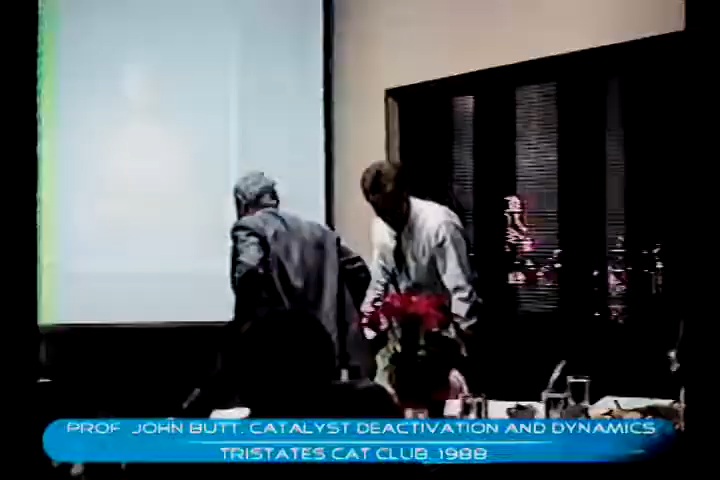 PROF. JOHN BUTT. CATALYST DEACTIVATION AND DYNAMICS
TRISTATES CAT CLUB, 1988